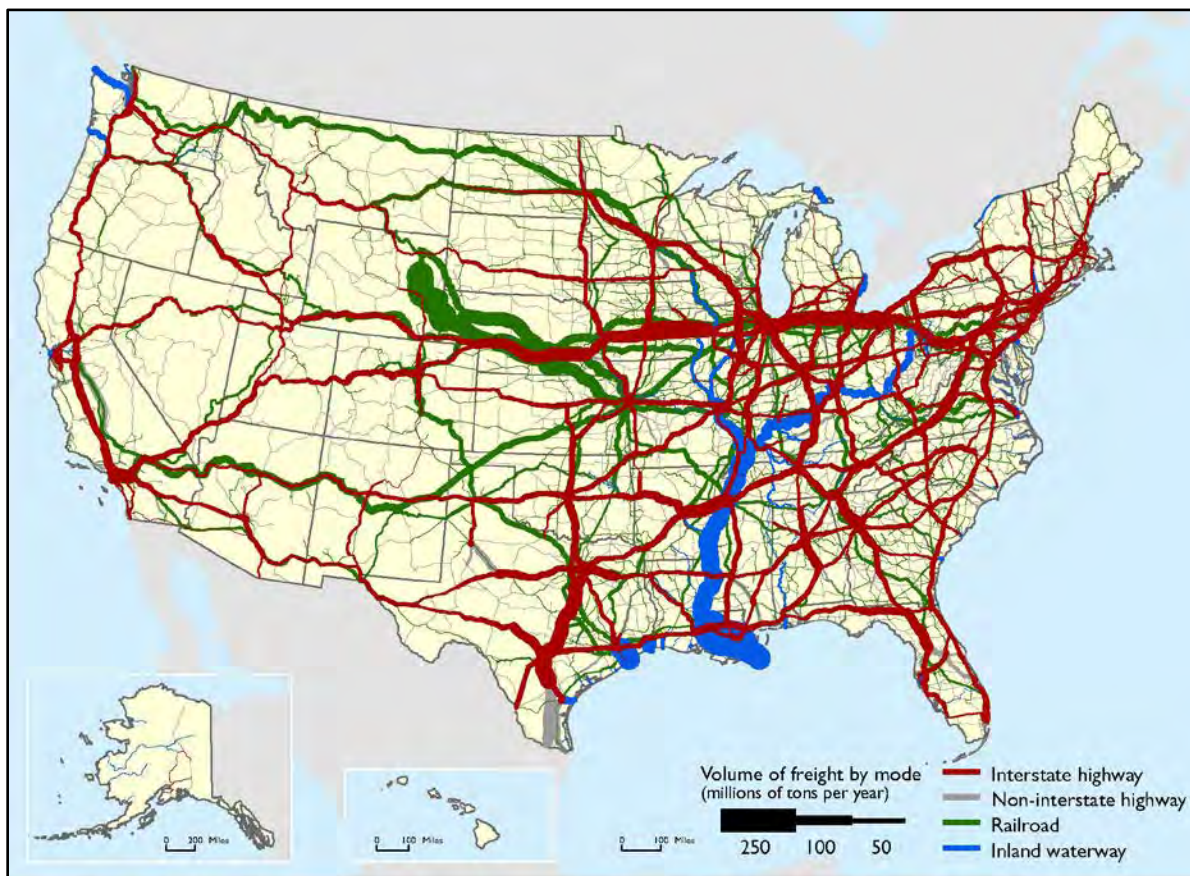 Volume of freight by mode
(millions of tons per year)
250 100 50
Interstate highway
Non-interstate highway
Railroad
Inland waterway
0 200 Miles
0 100 Miles
0 100 Miles